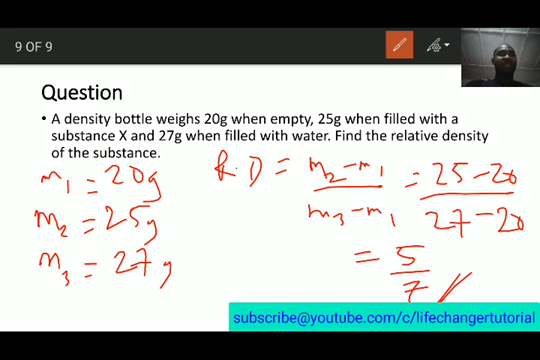 9 OF 9
Question
• A density bottle weighs 20g when empty, 25g when filled with a
substance X and 27g when filled with water. Find the relative density
of the substance.
m₁ = 20g
m₂ = 25g
m₃ = 27g
R.D = m₂-m₁ = 25-20
m₃-m₁ 27-20
= 5
7
subscribe@youtube.com/c/lifechangertutorial